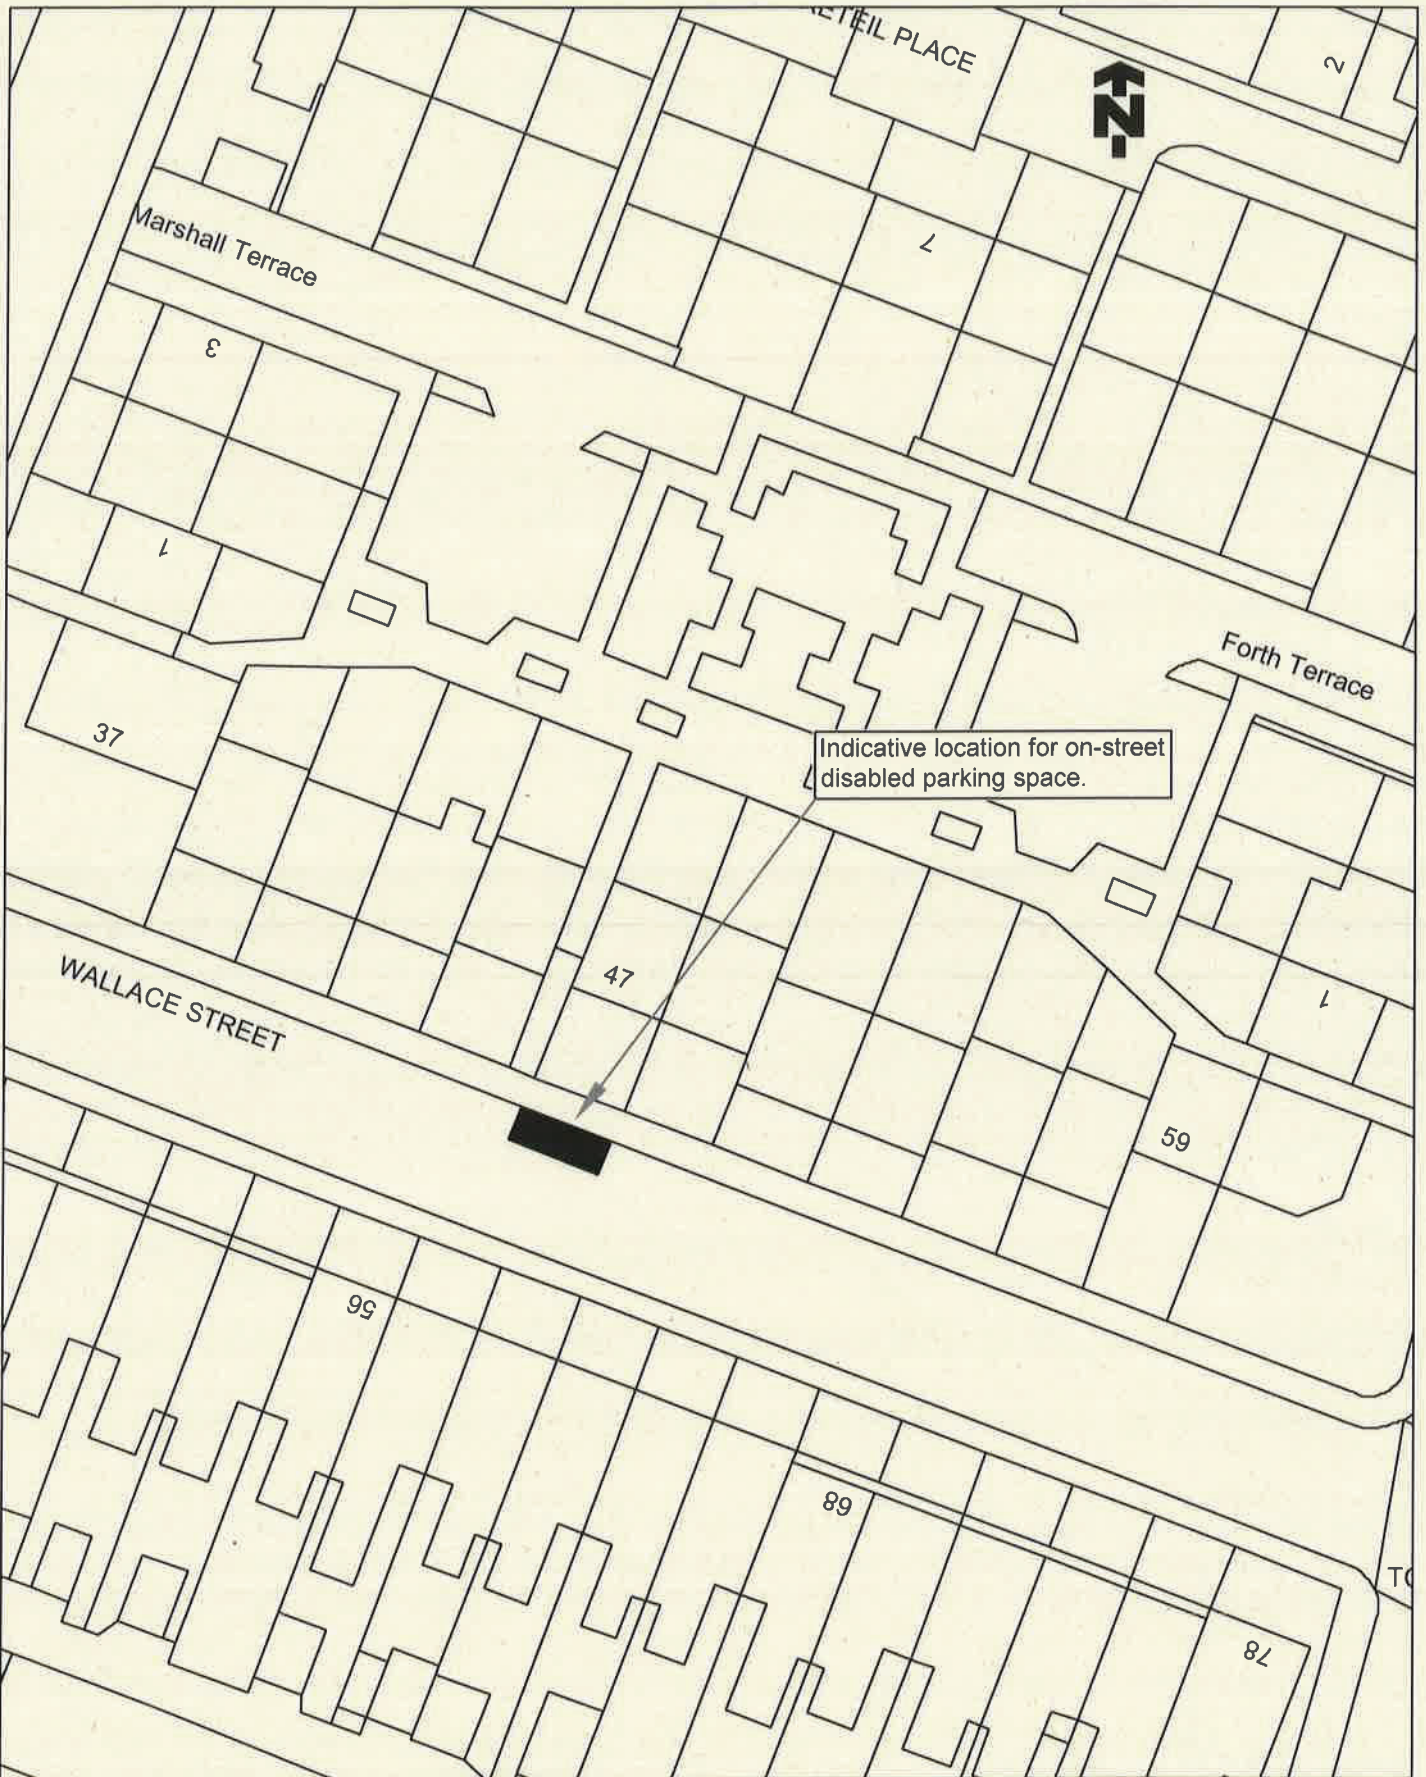 ETEIL PLACE
2
N
Marshall Terrace
7
3
1
Forth Terrace
37
Indicative location for on-street
disabled parking space.
47
WALLACE STREET
1
59
56
68
78